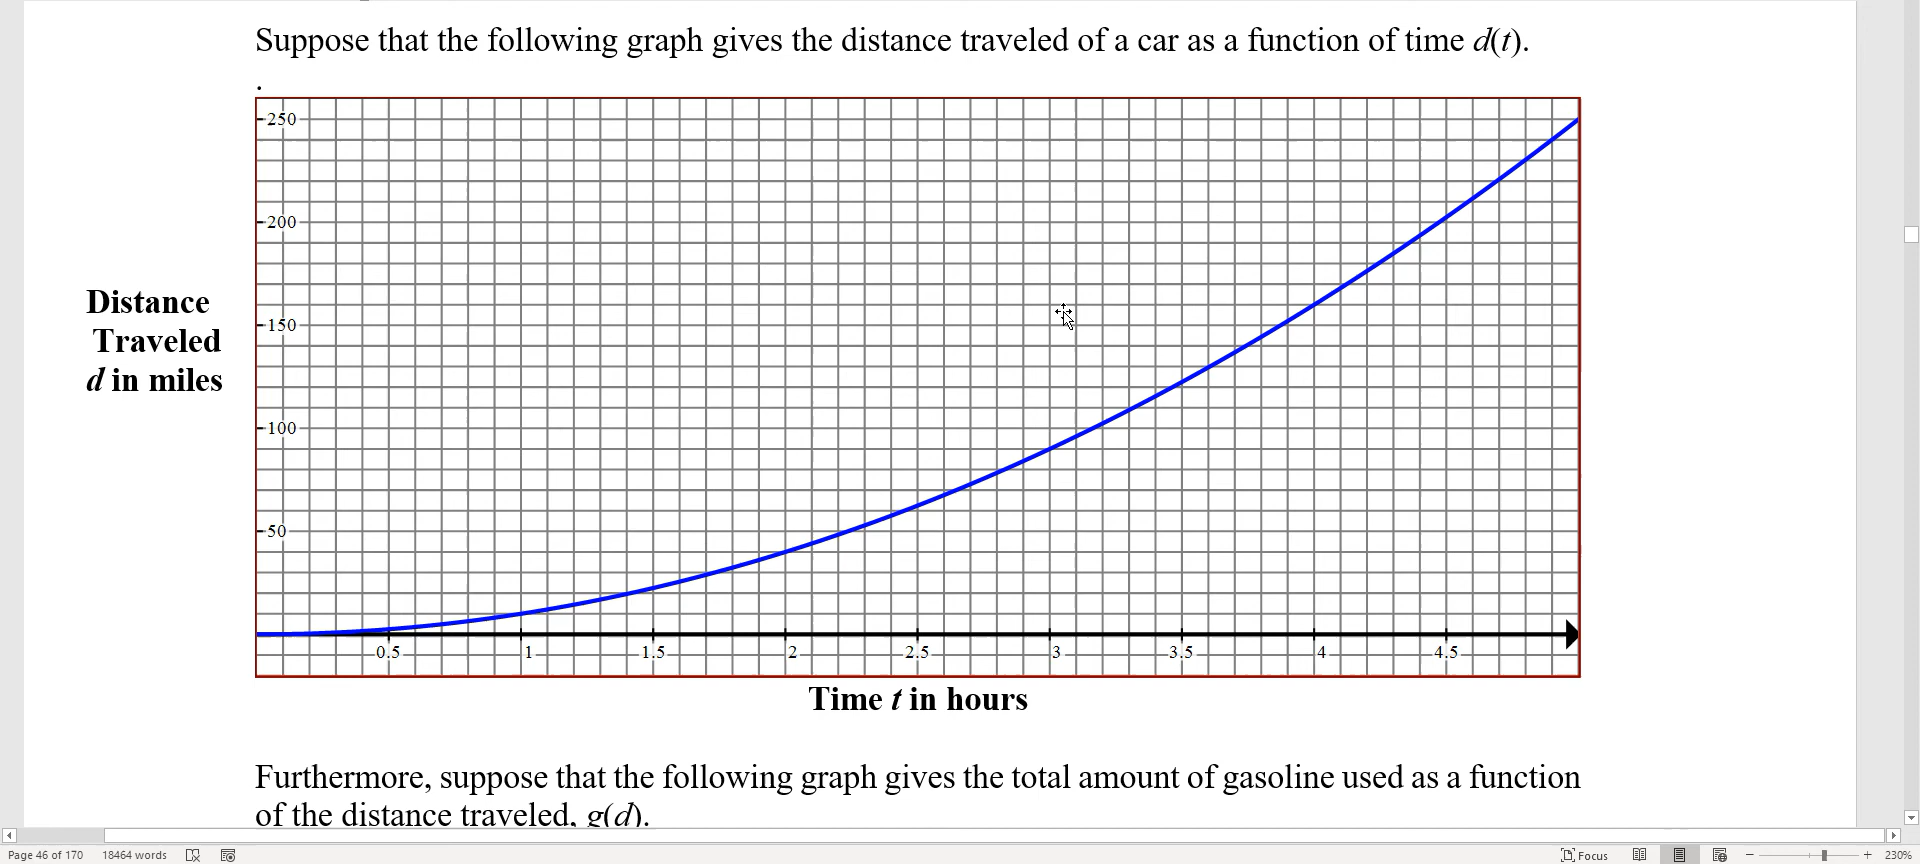 Suppose that the following graph gives the distance traveled of a car as a function of time d(t).
.
250
200
150
100
50
Distance
Traveled
d in miles
0.5 1 1.5 2 2.5 3 3.5 4 4.5
Time t in hours
Furthermore, suppose that the following graph gives the total amount of gasoline used as a function
of the distance traveled, g(d).
Page 46 of 170 18464 words Focus 230%